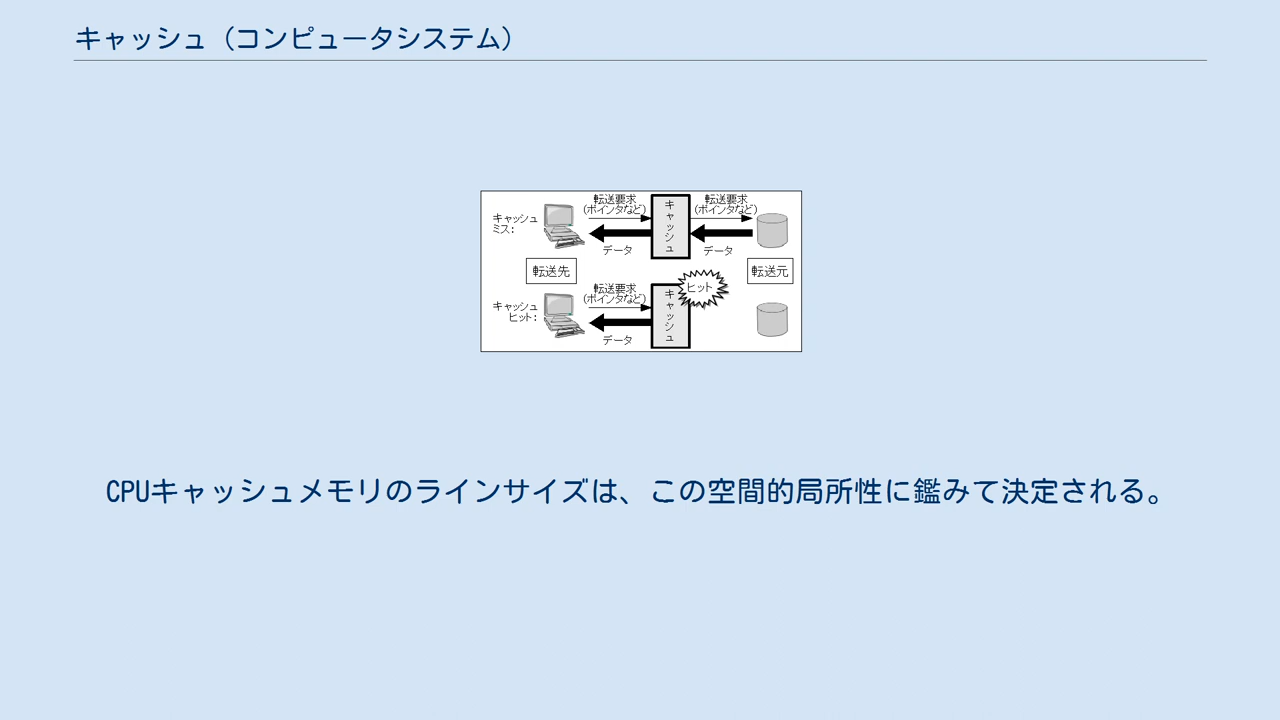 キャッシュ（コンピュータシステム）
転送要求
(ポインタなど)
転送要求
(ポインタなど)
キャッシュ
ミス：
キャッシュ
データ
データ
転送先
転送元
転送要求
(ポインタなど)
キャッシュ
ヒット：
キャッシュ
ヒット
データ
CPUキャッシュメモリのラインサイズは、この空間的局所性に鑑みて決定される。